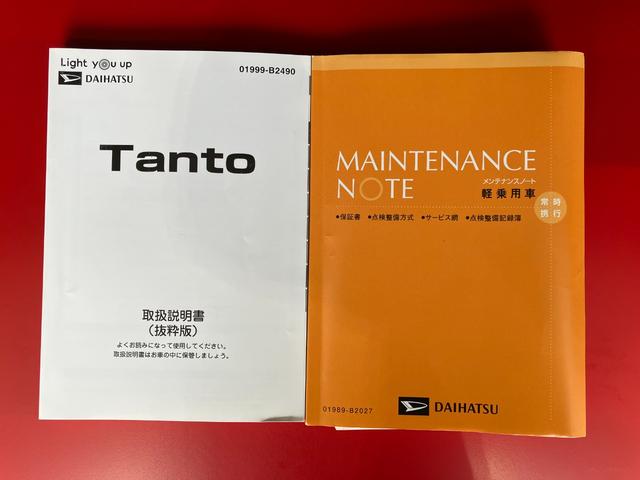 Light you up
DAIHATSU
01999-B2490
Tanto
取扱説明書
(抜粋版)
よくお読みになって使用してください。
取扱説明書はお車の中に保管しましょう。
MAINTENANCE
NOTE
メンテナンスノート
軽乗用車
常時
携行
●保証書 ●点検整備方式 ●サービス網 ●点検整備記録簿
01989-B2027
DAIHATSU